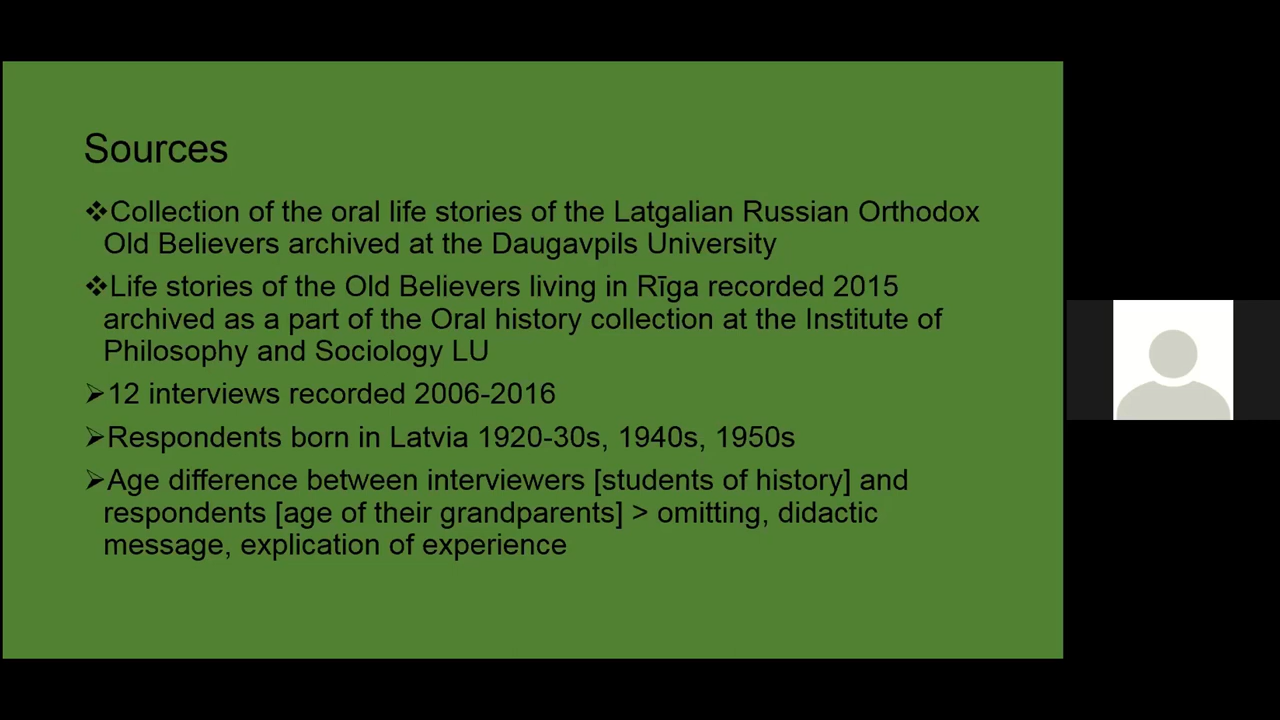 Sources
❖Collection of the oral life stories of the Latgalian Russian Orthodox
Old Believers archived at the Daugavpils University
❖Life stories of the Old Believers living in Rīga recorded 2015
archived as a part of the Oral history collection at the Institute of
Philosophy and Sociology LU
➢12 interviews recorded 2006-2016
➢Respondents born in Latvia 1920-30s, 1940s, 1950s
➢Age difference between interviewers [students of history] and
respondents [age of their grandparents] > omitting, didactic
message, explication of experience